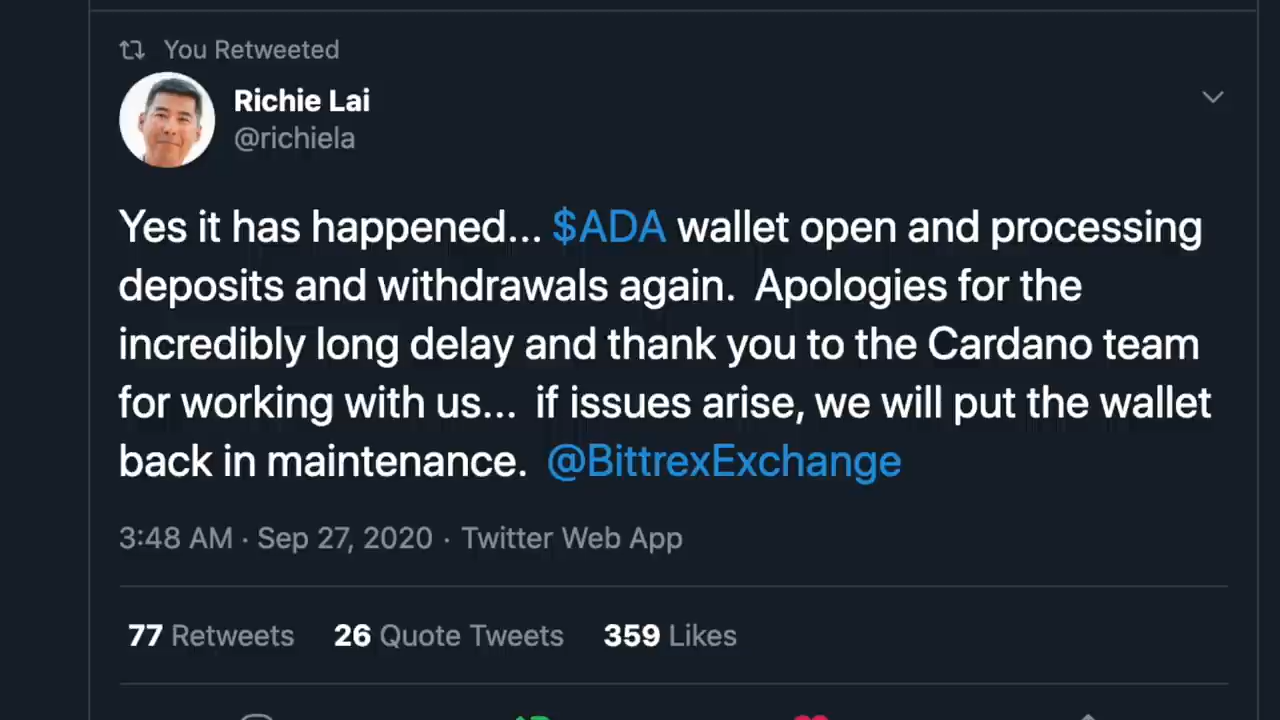 You Retweeted
Richie Lai
@richiela
Yes it has happened... $ADA wallet open and processing
deposits and withdrawals again.  Apologies for the
incredibly long delay and thank you to the Cardano team
for working with us...  if issues arise, we will put the wallet
back in maintenance.  @BittrexExchange
3:48 AM · Sep 27, 2020 · Twitter Web App
77 Retweets 26 Quote Tweets 359 Likes